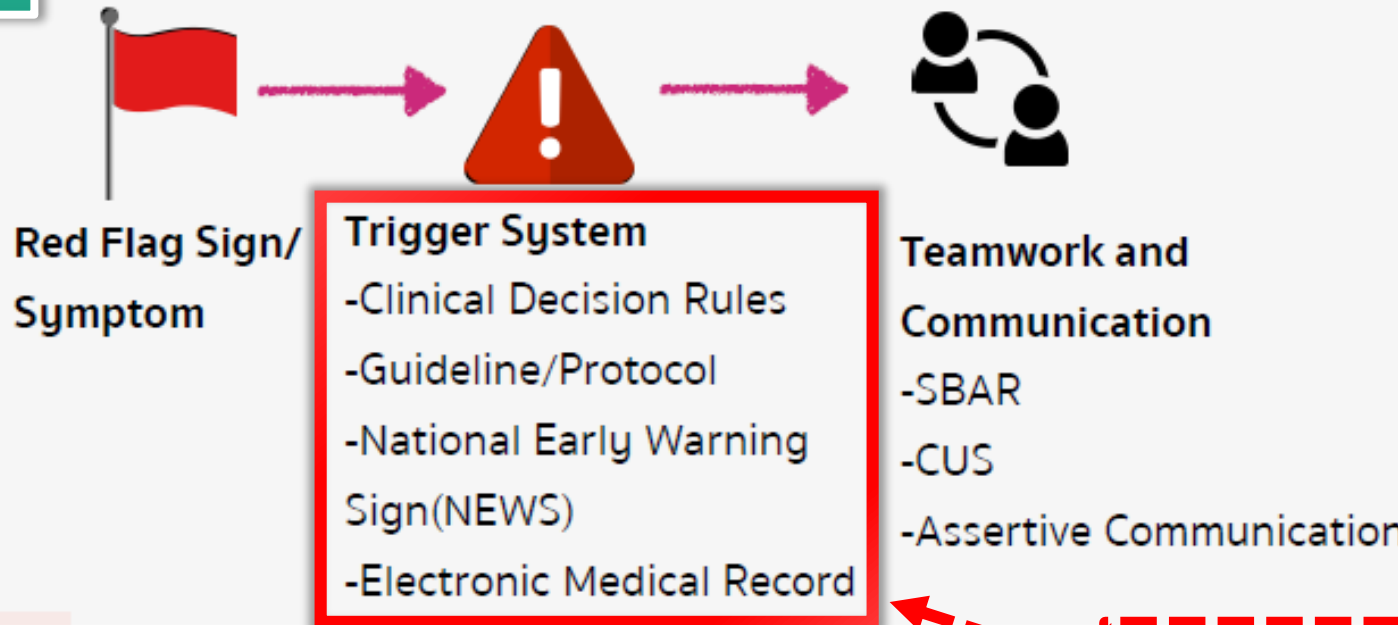 Red Flag Sign/
Symptom
Trigger System
-Clinical Decision Rules
-Guideline/Protocol
-National Early Warning
Sign(NEWS)
-Electronic Medical Record
Teamwork and
Communication
-SBAR
-CUS
-Assertive Communication